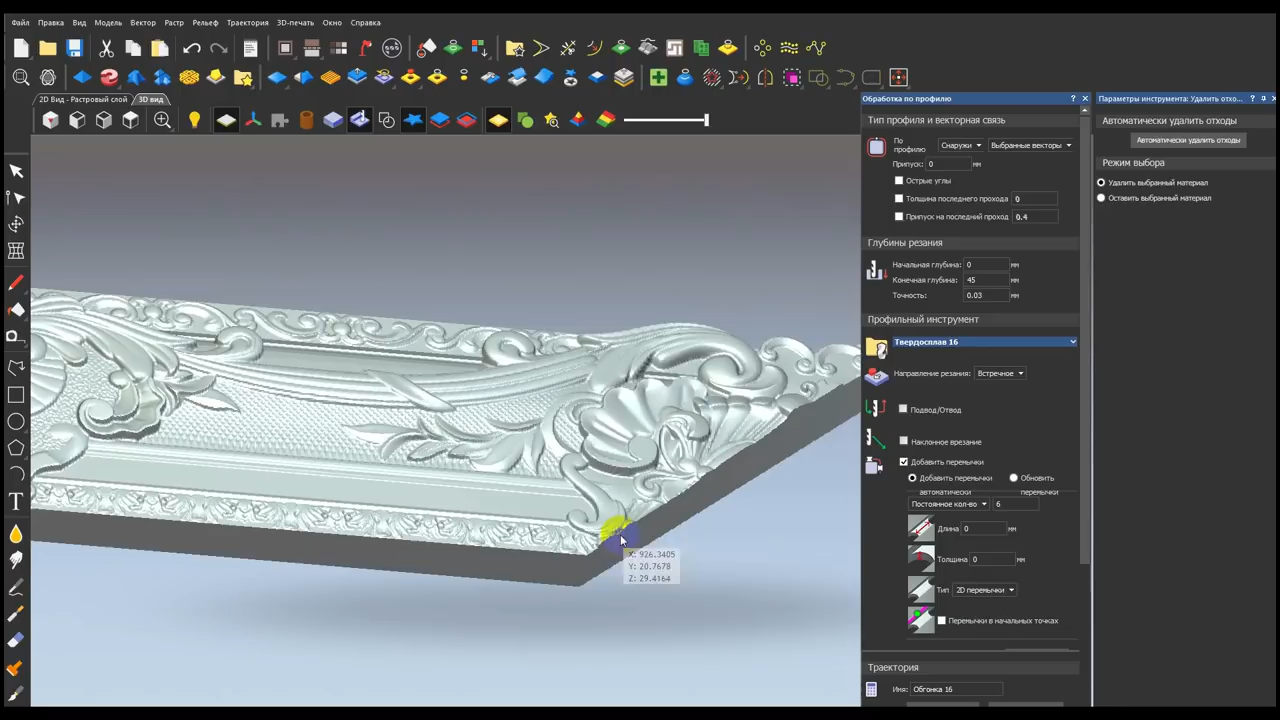 Файл Правка Вид Модель Вектор Растр Рельеф Траектория 3D-печать Окно Справка
2D Вид - Растровый слой 3D вид
Обработка по профилю ?
Тип профиля и векторная связь
По профилю Снаружи Выбранные векторы
Припуск: 0 мм
Острые углы
Толщина последнего прохода 0
Припуск на последний проход 0.4
Глубины резания
Начальная глубина: 0 мм
Конечная глубина: 45 мм
Точность: 0.03 мм
Профильный инструмент
Твердосплав 16
Направление резания: Встречное
Подвод/Отвод
Наклонное врезание
Добавить перемычки
Добавить перемычки автоматически Обновить перемычки
Постоянное кол-во 6
Длина 0 мм
Толщина 0 мм
Тип 2D перемычки
Перемычки в начальных точках
Траектория
Имя: Обгонка 16
Параметры инструмента: Удалить отхо... ?
Автоматически удалить отходы
Автоматически удалить отходы
Режим выбора
Удалить выбранный материал
Оставить выбранный материал
X: 926.3405
Y: 20.7678
Z: 29.4164
T